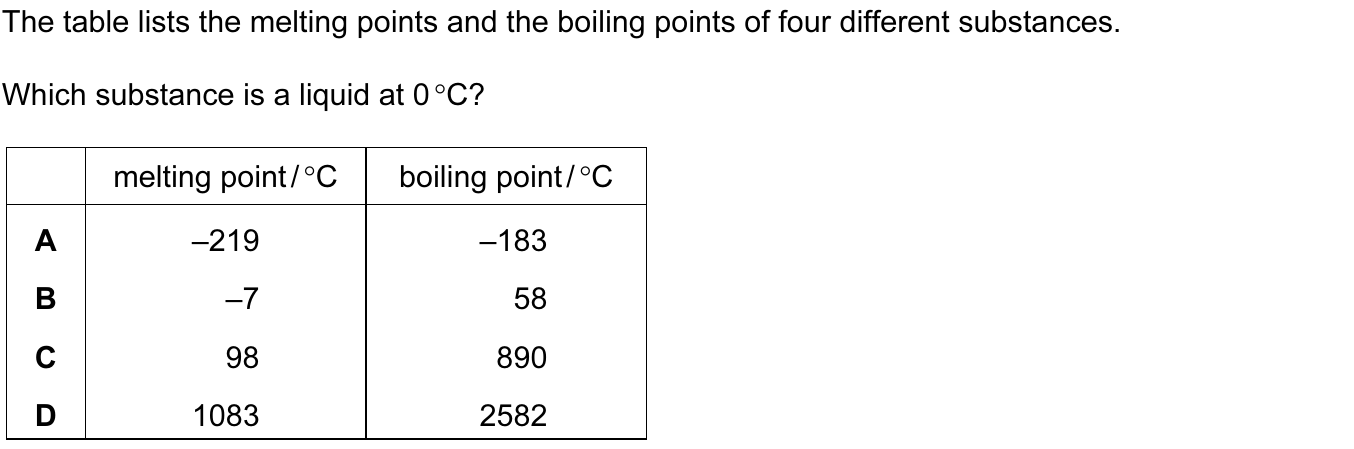 The table lists the melting points and the boiling points of four different substances.
Which substance is a liquid at 0 °C?
melting point / °C boiling point / °C
A –219 –183
B –7 58
C 98 890
D 1083 2582